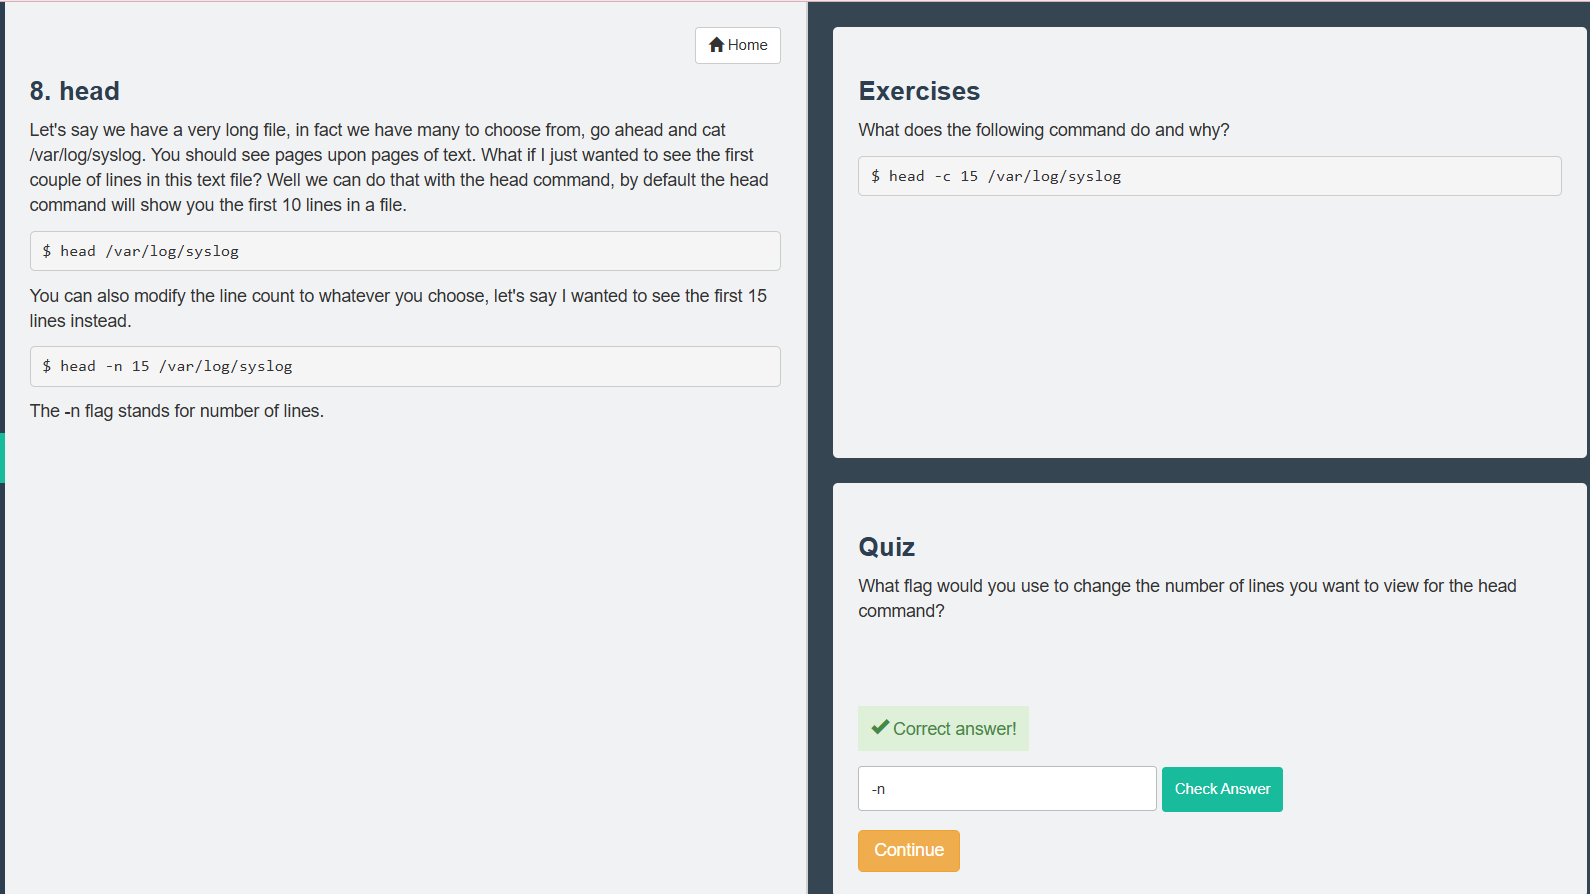 Home
8. head
Let's say we have a very long file, in fact we have many to choose from, go ahead and cat
/var/log/syslog. You should see pages upon pages of text. What if I just wanted to see the first
couple of lines in this text file? Well we can do that with the head command, by default the head
command will show you the first 10 lines in a file.
$ head /var/log/syslog
You can also modify the line count to whatever you choose, let's say I wanted to see the first 15
lines instead.
$ head -n 15 /var/log/syslog
The -n flag stands for number of lines.
Exercises
What does the following command do and why?
$ head -c 15 /var/log/syslog
Quiz
What flag would you use to change the number of lines you want to view for the head
command?
Correct answer!
-n
Check Answer
Continue